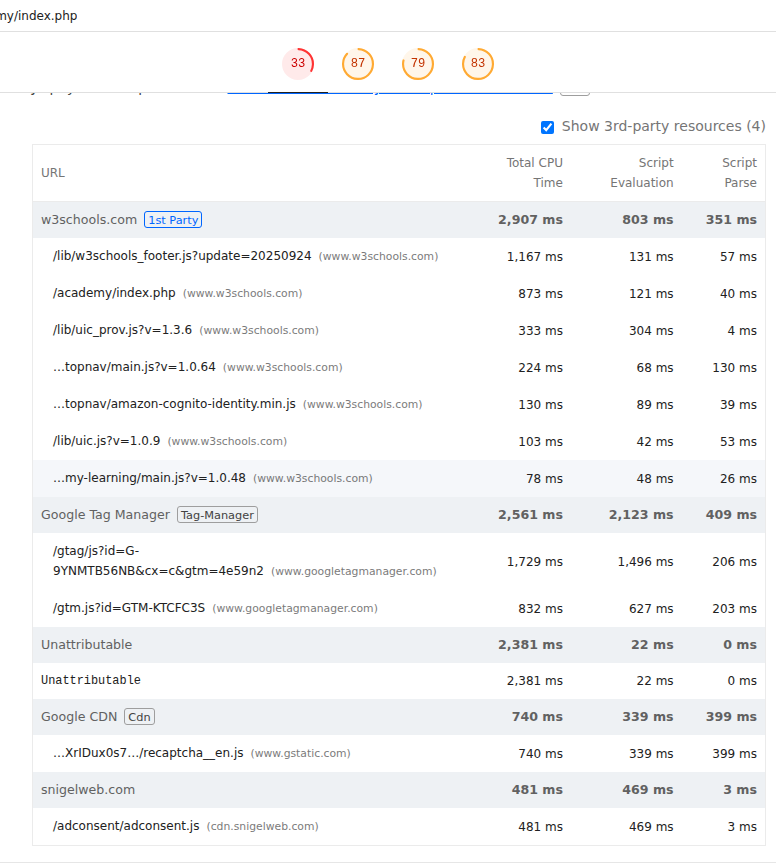 my/index.php
33 87 79 83
Show 3rd-party resources (4)
URL Total CPU Time Script Evaluation Script Parse
w3schools.com 1st Party 2,907 ms 803 ms 351 ms
/lib/w3schools_footer.js?update=20250924 (www.w3schools.com) 1,167 ms 131 ms 57 ms
/academy/index.php (www.w3schools.com) 873 ms 121 ms 40 ms
/lib/uic_prov.js?v=1.3.6 (www.w3schools.com) 333 ms 304 ms 4 ms
…topnav/main.js?v=1.0.64 (www.w3schools.com) 224 ms 68 ms 130 ms
…topnav/amazon-cognito-identity.min.js (www.w3schools.com) 130 ms 89 ms 39 ms
/lib/uic.js?v=1.0.9 (www.w3schools.com) 103 ms 42 ms 53 ms
…my-learning/main.js?v=1.0.48 (www.w3schools.com) 78 ms 48 ms 26 ms
Google Tag Manager Tag-Manager 2,561 ms 2,123 ms 409 ms
/gtag/js?id=G-
9YNMTB56NB&cx=c&gtm=4e59n2 (www.googletagmanager.com) 1,729 ms 1,496 ms 206 ms
/gtm.js?id=GTM-KTCFC3S (www.googletagmanager.com) 832 ms 627 ms 203 ms
Unattributable 2,381 ms 22 ms 0 ms
Unattributable 2,381 ms 22 ms 0 ms
Google CDN Cdn 740 ms 339 ms 399 ms
…XrIDux0s7…/recaptcha__en.js (www.gstatic.com) 740 ms 339 ms 399 ms
snigelweb.com 481 ms 469 ms 3 ms
/adconsent/adconsent.js (cdn.snigelweb.com) 481 ms 469 ms 3 ms